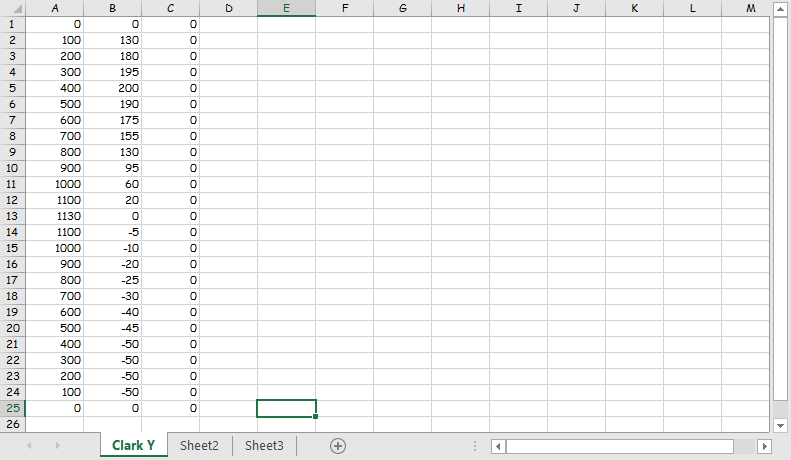 A B C D E F G H I J K L M
1 0 0 0
2 100 130 0
3 200 180 0
4 300 195 0
5 400 200 0
6 500 190 0
7 600 175 0
8 700 155 0
9 800 130 0
10 900 95 0
11 1000 60 0
12 1100 20 0
13 1130 0 0
14 1100 -5 0
15 1000 -10 0
16 900 -20 0
17 800 -25 0
18 700 -30 0
19 600 -40 0
20 500 -45 0
21 400 -50 0
22 300 -50 0
23 200 -50 0
24 100 -50 0
25 0 0 0
26
Clark Y Sheet2 Sheet3